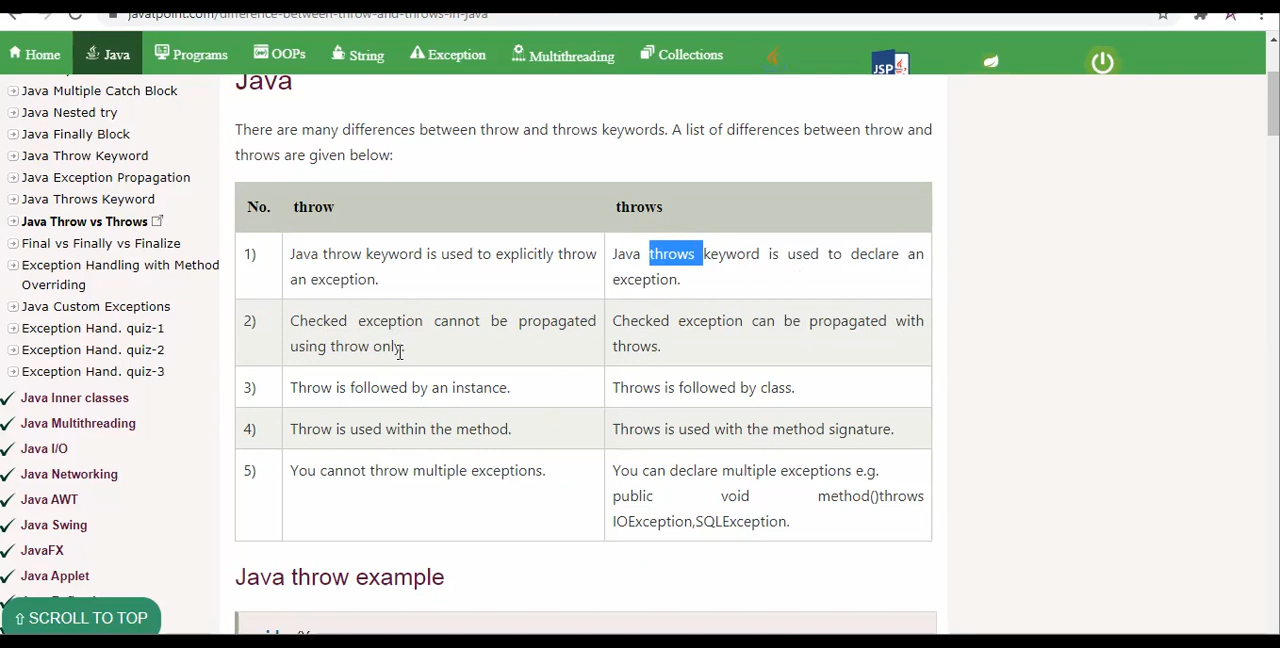 javatpoint.com/difference-between-throw-and-throws-in-java
Home
Java
Programs
OOPs
String
Exception
Multithreading
Collections
JSP
Java Multiple Catch Block
Java Nested try
Java Finally Block
Java Throw Keyword
Java Exception Propagation
Java Throws Keyword
Java Throw vs Throws
Final vs Finally vs Finalize
Exception Handling with Method
Overriding
Java Custom Exceptions
Exception Hand. quiz-1
Exception Hand. quiz-2
Exception Hand. quiz-3
Java Inner classes
Java Multithreading
Java I/O
Java Networking
Java AWT
Java Swing
JavaFX
Java Applet
SCROLL TO TOP
Java
There are many differences between throw and throws keywords. A list of differences between throw and
throws are given below:
No. throw throws
1) Java throw keyword is used to explicitly throw
an exception.
Java throws keyword is used to declare an
exception.
2) Checked exception cannot be propagated
using throw only.
Checked exception can be propagated with
throws.
3) Throw is followed by an instance.
Throws is followed by class.
4) Throw is used within the method.
Throws is used with the method signature.
5) You cannot throw multiple exceptions.
You can declare multiple exceptions e.g.
public void method()throws
IOException,SQLException.
Java throw example